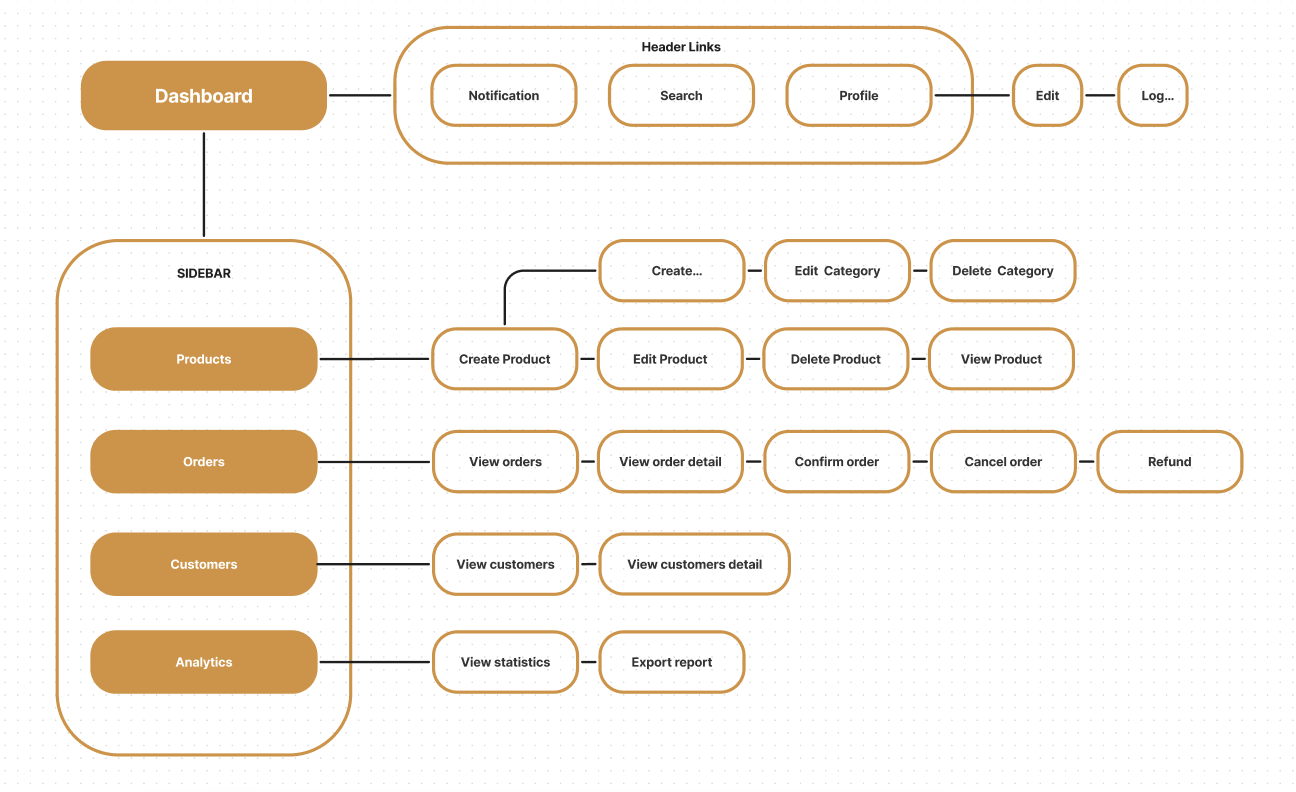 Header Links
Dashboard
Notification
Search
Profile
Edit
Log...
SIDEBAR
Create...
Edit  Category
Delete  Category
Products
Create Product
Edit Product
Delete Product
View Product
Orders
View orders
View order detail
Confirm order
Cancel order
Refund
Customers
View customers
View customers detail
Analytics
View statistics
Export report